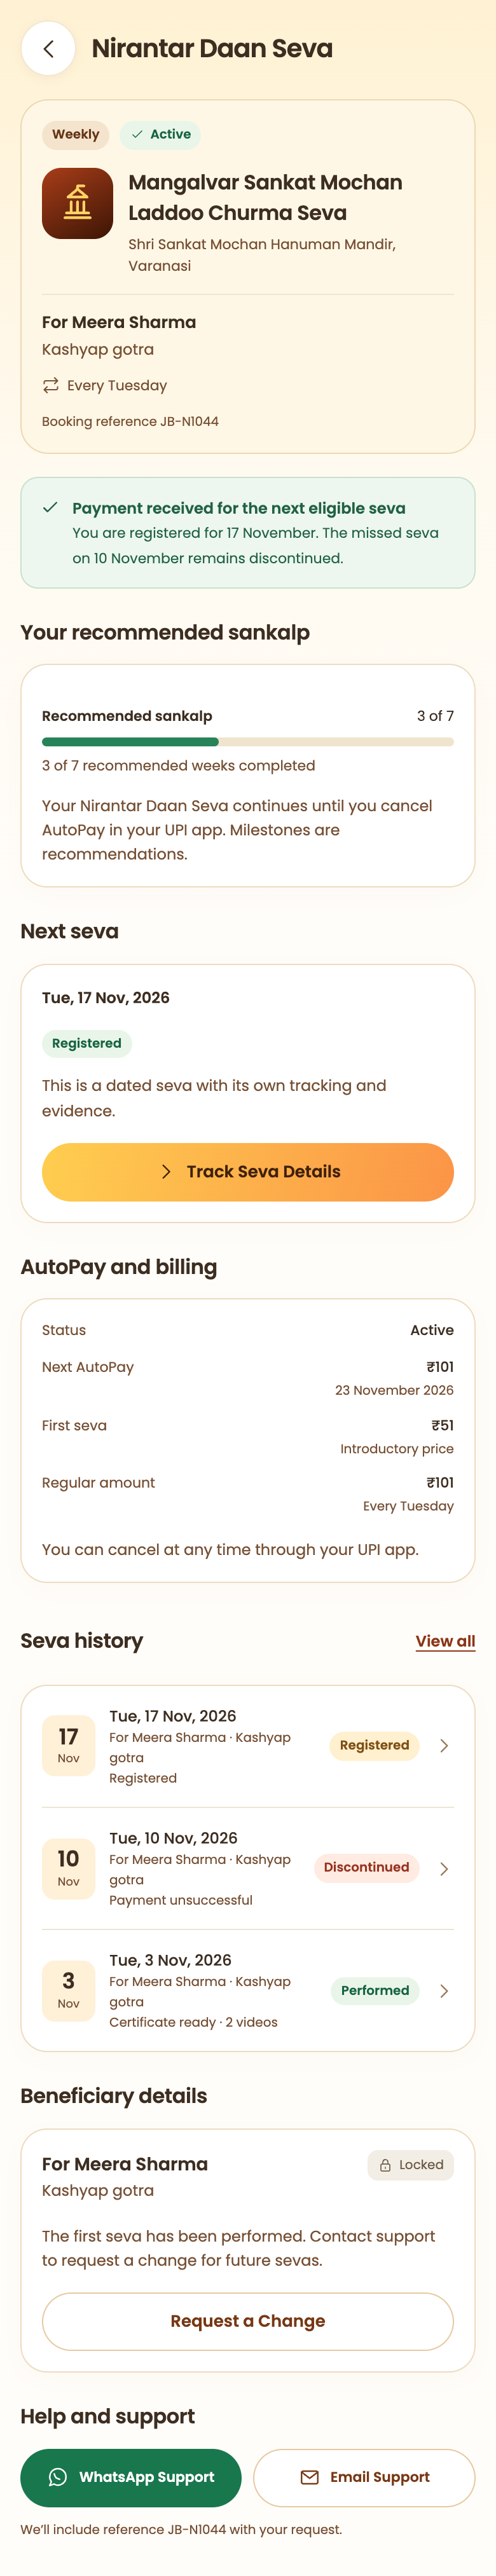 Nirantar Daan Seva
Weekly
Active
Mangalvar Sankat Mochan
Laddoo Churma Seva
Shri Sankat Mochan Hanuman Mandir,
Varanasi
For Meera Sharma
Kashyap gotra
Every Tuesday
Booking reference JB-N1044
Payment received for the next eligible seva
You are registered for 17 November. The missed seva
on 10 November remains discontinued.
Your recommended sankalp
Recommended sankalp 3 of 7
3 of 7 recommended weeks completed
Your Nirantar Daan Seva continues until you cancel
AutoPay in your UPI app. Milestones are
recommendations.
Next seva
Tue, 17 Nov, 2026
Registered
This is a dated seva with its own tracking and
evidence.
Track Seva Details
AutoPay and billing
Status Active
Next AutoPay ₹101
23 November 2026
First seva ₹51
Introductory price
Regular amount ₹101
Every Tuesday
You can cancel at any time through your UPI app.
Seva history View all
17
Nov
Tue, 17 Nov, 2026
For Meera Sharma · Kashyap
gotra
Registered
Registered
10
Nov
Tue, 10 Nov, 2026
For Meera Sharma · Kashyap
gotra
Payment unsuccessful
Discontinued
3
Nov
Tue, 3 Nov, 2026
For Meera Sharma · Kashyap
gotra
Certificate ready · 2 videos
Performed
Beneficiary details
For Meera Sharma
Locked
Kashyap gotra
The first seva has been performed. Contact support
to request a change for future sevas.
Request a Change
Help and support
WhatsApp Support
Email Support
We'll include reference JB-N1044 with your request.